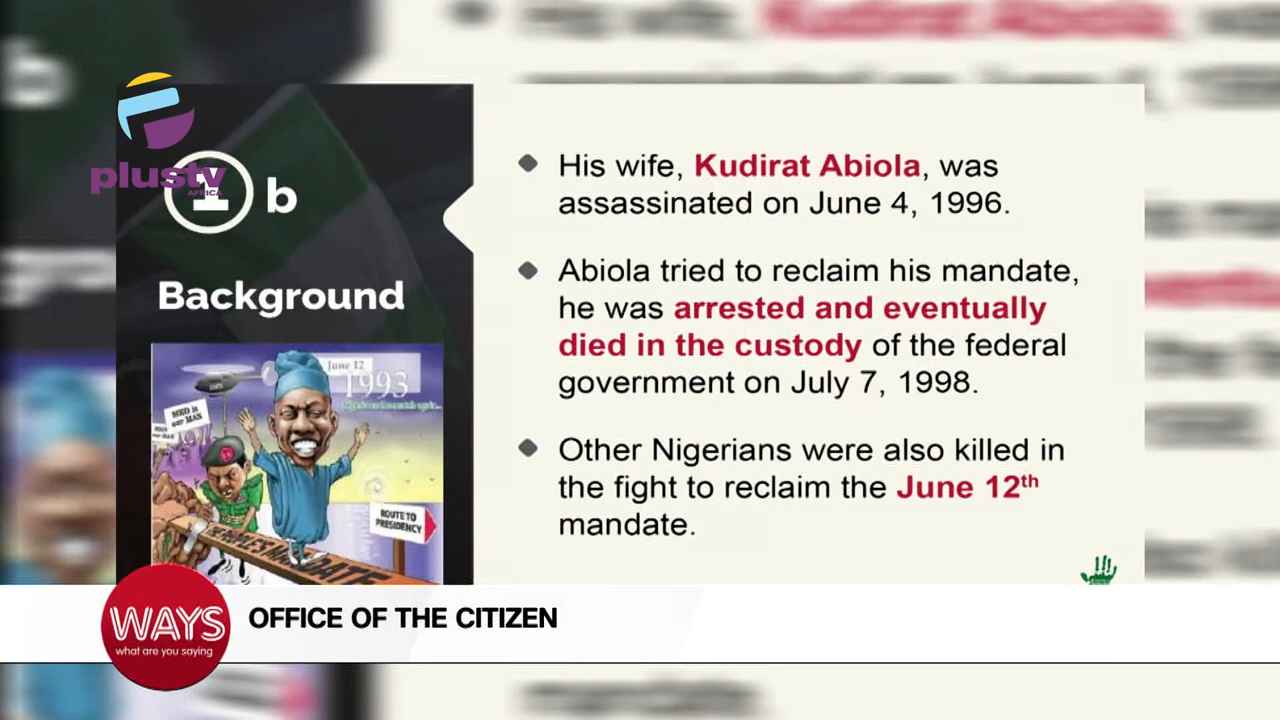 plustv
AFRICA
1 b
Background
His wife, Kudirat Abiola, was
assassinated on June 4, 1996.
Abiola tried to reclaim his mandate,
he was arrested and eventually
died in the custody of the federal
government on July 7, 1998.
Other Nigerians were also killed in
the fight to reclaim the June 12th
mandate.
June 12
1993
MKO is
our MAN
ROUTE TO
PRESIDENCY
WAYS
what are you saying
OFFICE OF THE CITIZEN